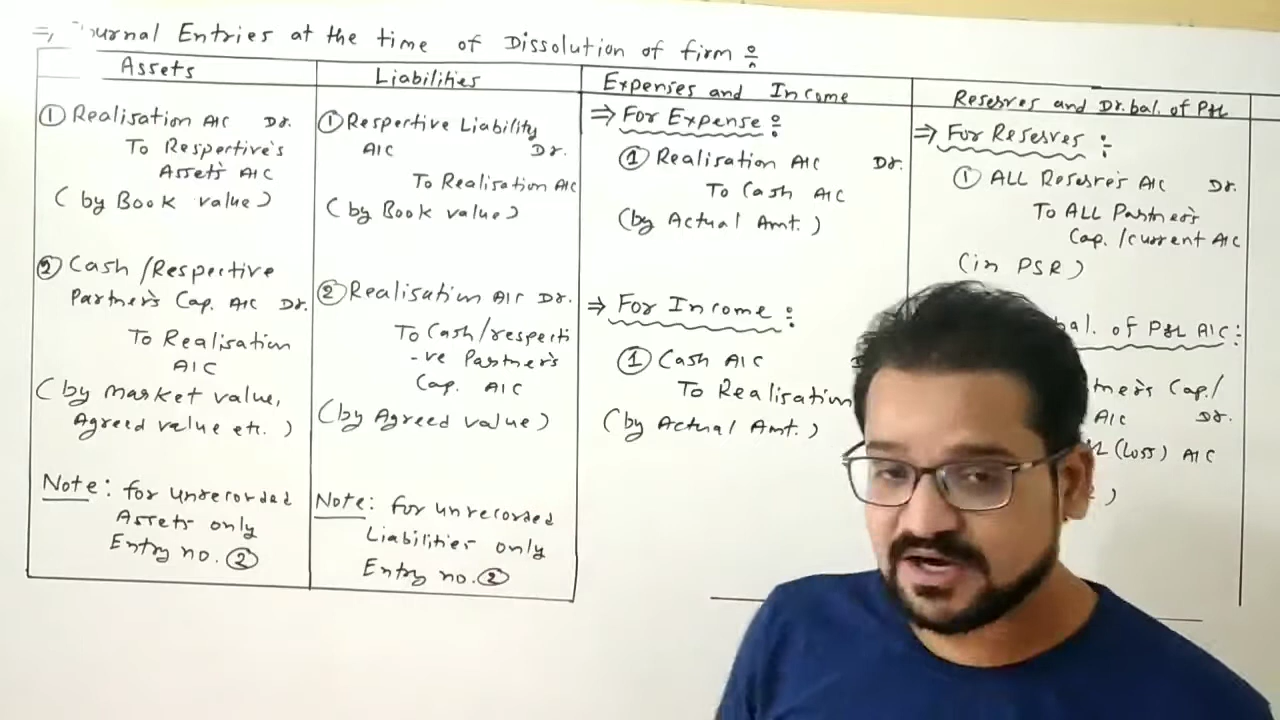 Journal Entries at the time of Dissolution of firm :
Assets
① Realisation A/C Dr.
To Respective's
Assets A/C
(by Book value)
② Cash / Respective
Partner's Cap. A/C Dr.
To Realisation
A/C
(by market value,
Agreed value etc.)
Note: for unrecorded
Assets only
Entry no. ②
Liabilities
① Respective Liability
A/C Dr.
To Realisation A/C
(by Book value)
② Realisation A/C Dr.
To Cash/respecti
-ve Partner's
Cap. A/C
(by Agreed value)
Note: for unrecorded
Liabilities only
Entry no. ②
Expenses and Income
⇒ For Expense :
① Realisation A/C Dr.
To Cash A/C
(by Actual Amt.)
⇒ For Income :
① Cash A/C
To Realisation
(by Actual Amt.)
Reserves and Dr. bal. of P&L
⇒ For Reserves :
① ALL Reserve's A/C Dr.
To ALL Partner's
Cap. /current A/C
(in PSR)
bal. of P&L A/C :
Cap/
A/C Dr.
(Loss) A/C
)